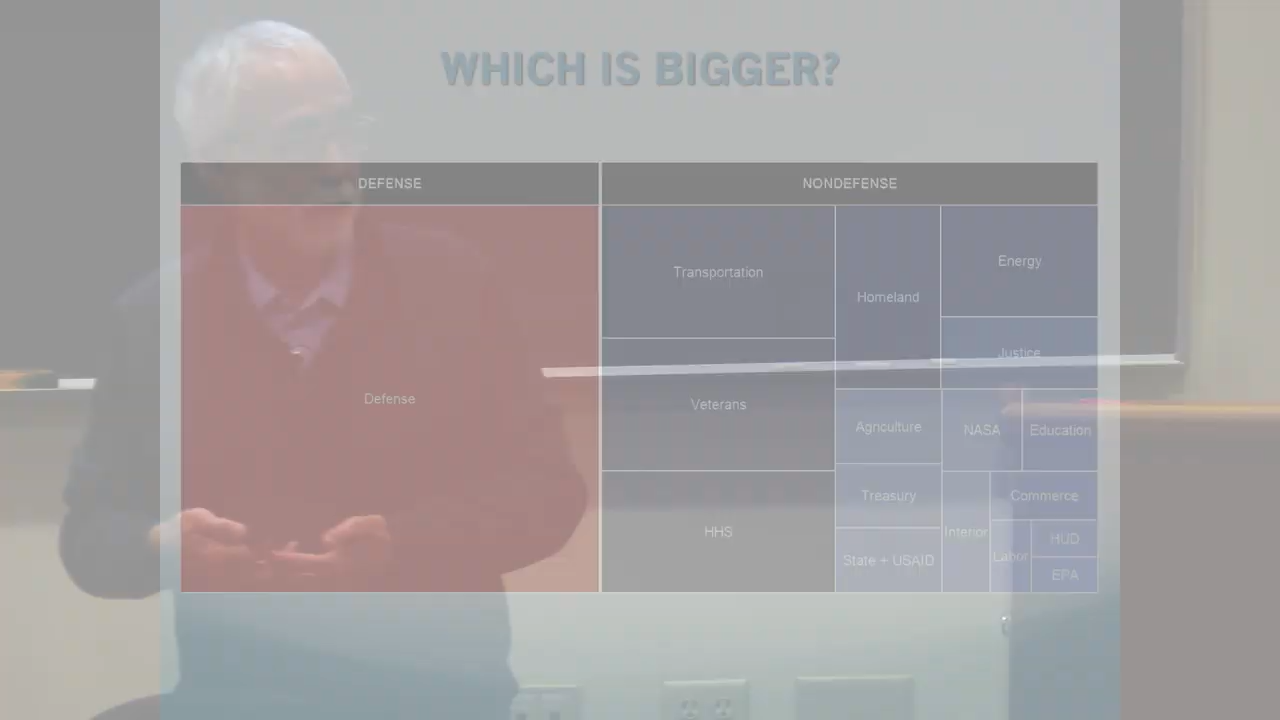 WHICH IS BIGGER?
DEFENSE
NONDEFENSE
Defense
Transportation
Veterans
HHS
Homeland
Energy
Justice
Agriculture
NASA
Education
Treasury
State + USAID
Interior
Commerce
Labor
HUD
EPA